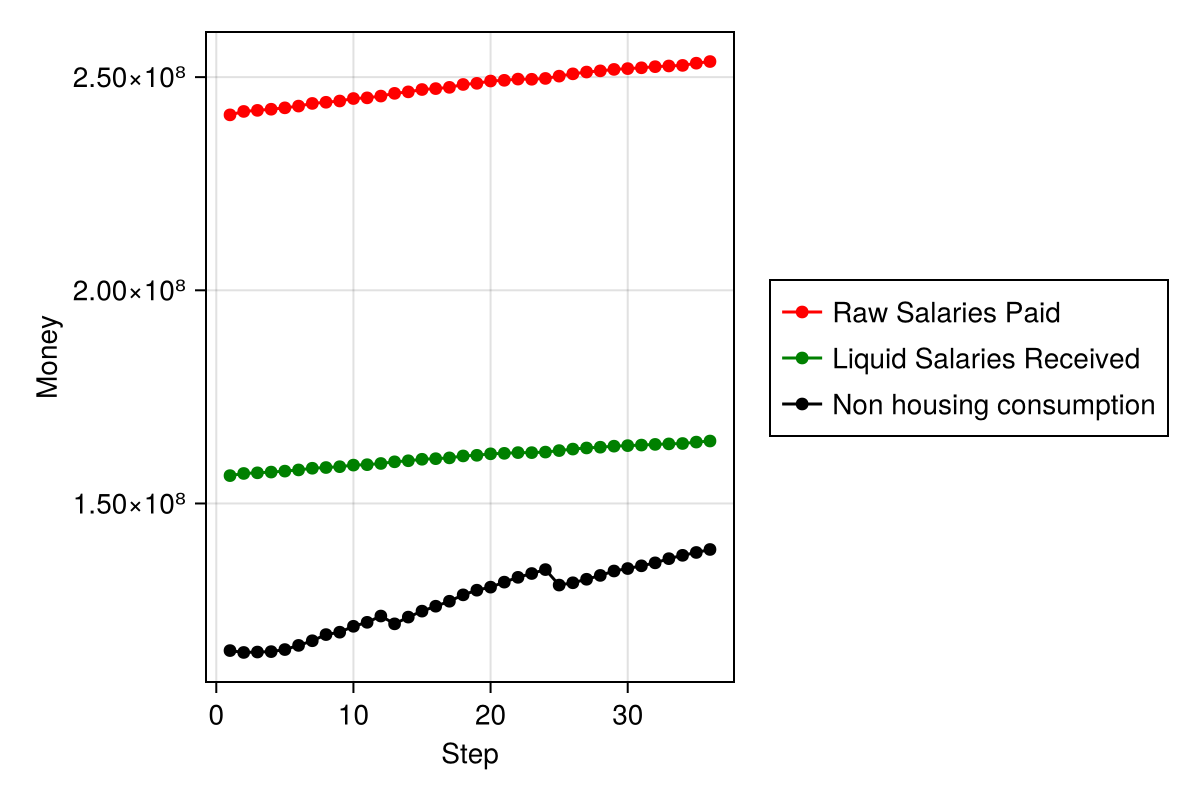 2.50×10⁸
2.00×10⁸
1.50×10⁸
Money
0 10 20 30
Step
Raw Salaries Paid
Liquid Salaries Received
Non housing consumption